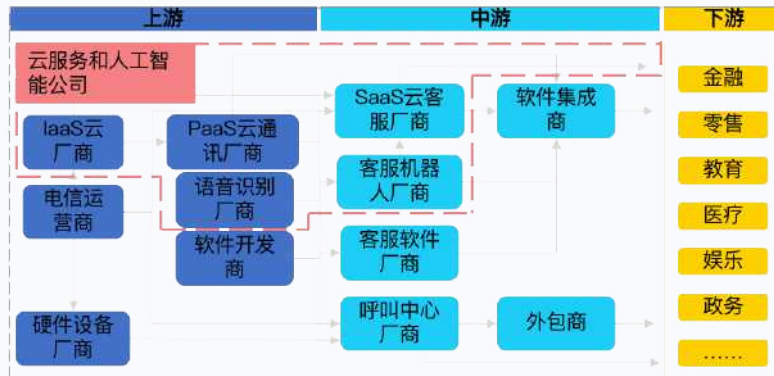 上游
中游
下游
云服务和人工智
能公司
IaaS云
厂商
PaaS云通
讯厂商
SaaS云客
服厂商
软件集成
商
电信运
营商
语音识别
厂商
客服机器
人厂商
软件开发
商
客服软件
厂商
硬件设备
厂商
呼叫中心
厂商
外包商
金融
零售
教育
医疗
娱乐
政务
……